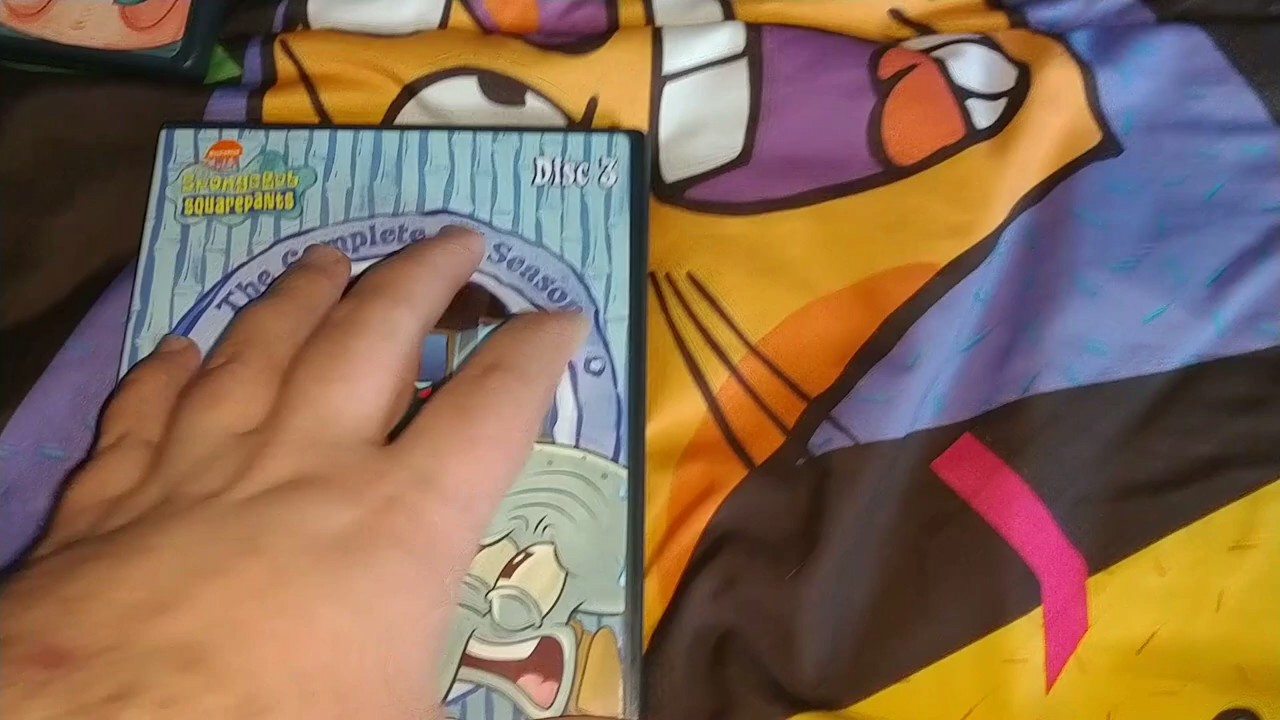 Nickelodeon
SPONGEBOB
SQUAREPANTS
Disc 3
The Complete
Season